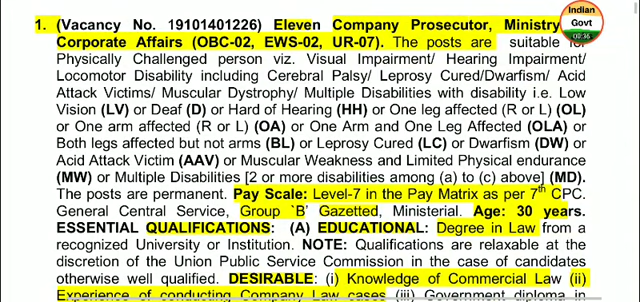 1. (Vacancy No. 19101401226) Eleven Company Prosecutor, Ministry
Corporate Affairs (OBC-02, EWS-02, UR-07). The posts are suitable for
Physically Challenged person viz. Visual Impairment/ Hearing Impairment/
Locomotor Disability including Cerebral Palsy/ Leprosy Cured/Dwarfism/ Acid
Attack Victims/ Muscular Dystrophy/ Multiple Disabilities with disability i.e. Low
Vision (LV) or Deaf (D) or Hard of Hearing (HH) or One leg affected (R or L) (OL)
or One arm affected (R or L) (OA) or One Arm and One Leg Affected (OLA) or
Both legs affected but not arms (BL) or Leprosy Cured (LC) or Dwarfism (DW) or
Acid Attack Victim (AAV) or Muscular Weakness and Limited Physical endurance
(MW) or Multiple Disabilities [2 or more disabilities among (a) to (c) above] (MD).
The posts are permanent. Pay Scale: Level-7 in the Pay Matrix as per 7th CPC.
General Central Service, Group `B' Gazetted, Ministerial. Age: 30 years.
ESSENTIAL QUALIFICATIONS: (A) EDUCATIONAL: Degree in Law from a
recognized University or Institution. NOTE: Qualifications are relaxable at the
discretion of the Union Public Service Commission in the case of candidates
otherwise well qualified. DESIRABLE: (i) Knowledge of Commercial Law (ii)
Experience of conducting Company Law cases (iii) Government diploma in
Indian
Govt
00:36